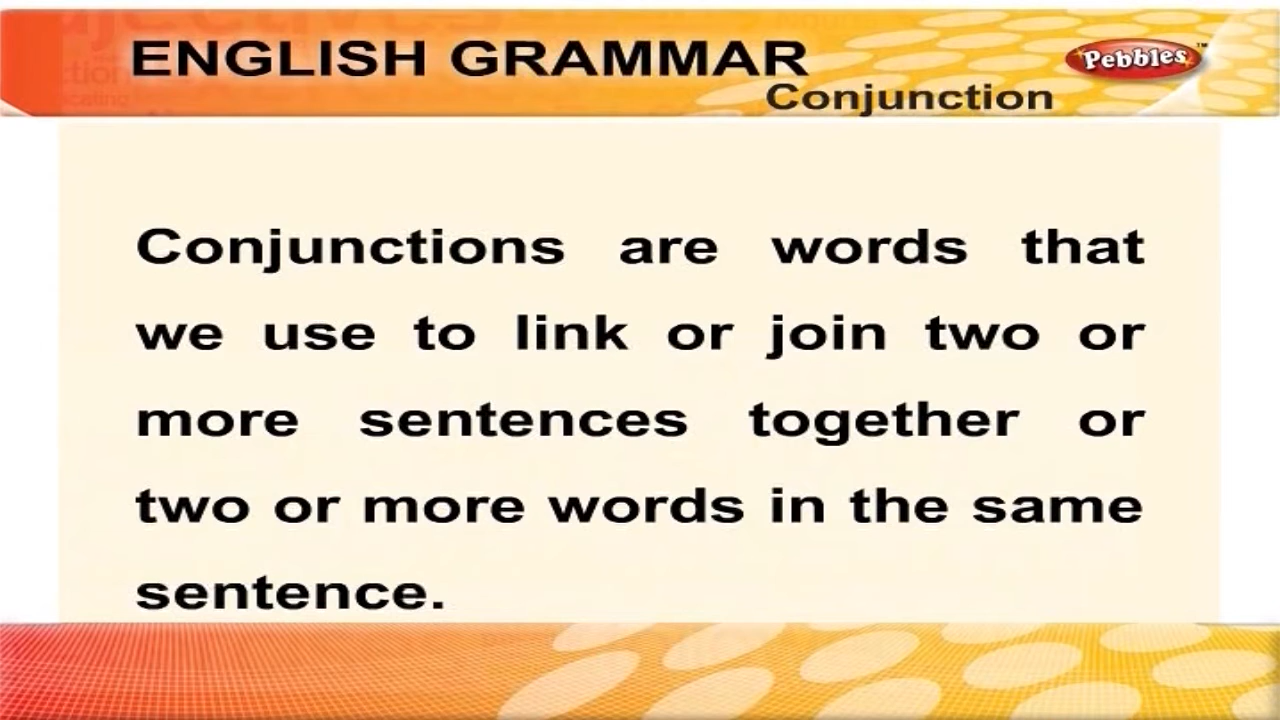 ENGLISH GRAMMAR
Pebbles™
Conjunction
Conjunctions are words that
we use to link or join two or
more sentences together or
two or more words in the same
sentence.